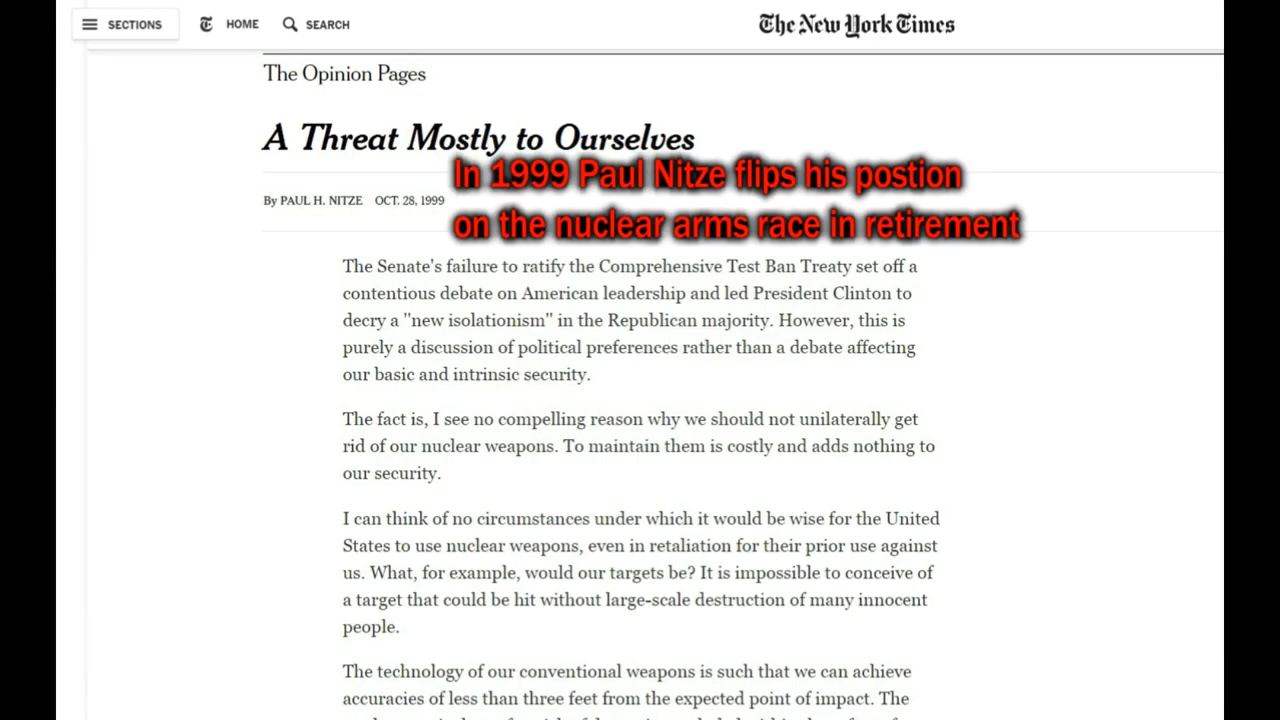 SECTIONS HOME SEARCH The New York Times
The Opinion Pages
A Threat Mostly to Ourselves
In 1999 Paul Nitze flips his postion
By PAUL H. NITZE OCT. 28, 1999
on the nuclear arms race in retirement
The Senate's failure to ratify the Comprehensive Test Ban Treaty set off a
contentious debate on American leadership and led President Clinton to
decry a "new isolationism" in the Republican majority. However, this is
purely a discussion of political preferences rather than a debate affecting
our basic and intrinsic security.
The fact is, I see no compelling reason why we should not unilaterally get
rid of our nuclear weapons. To maintain them is costly and adds nothing to
our security.
I can think of no circumstances under which it would be wise for the United
States to use nuclear weapons, even in retaliation for their prior use against
us. What, for example, would our targets be? It is impossible to conceive of
a target that could be hit without large-scale destruction of many innocent
people.
The technology of our conventional weapons is such that we can achieve
accuracies of less than three feet from the expected point of impact. The